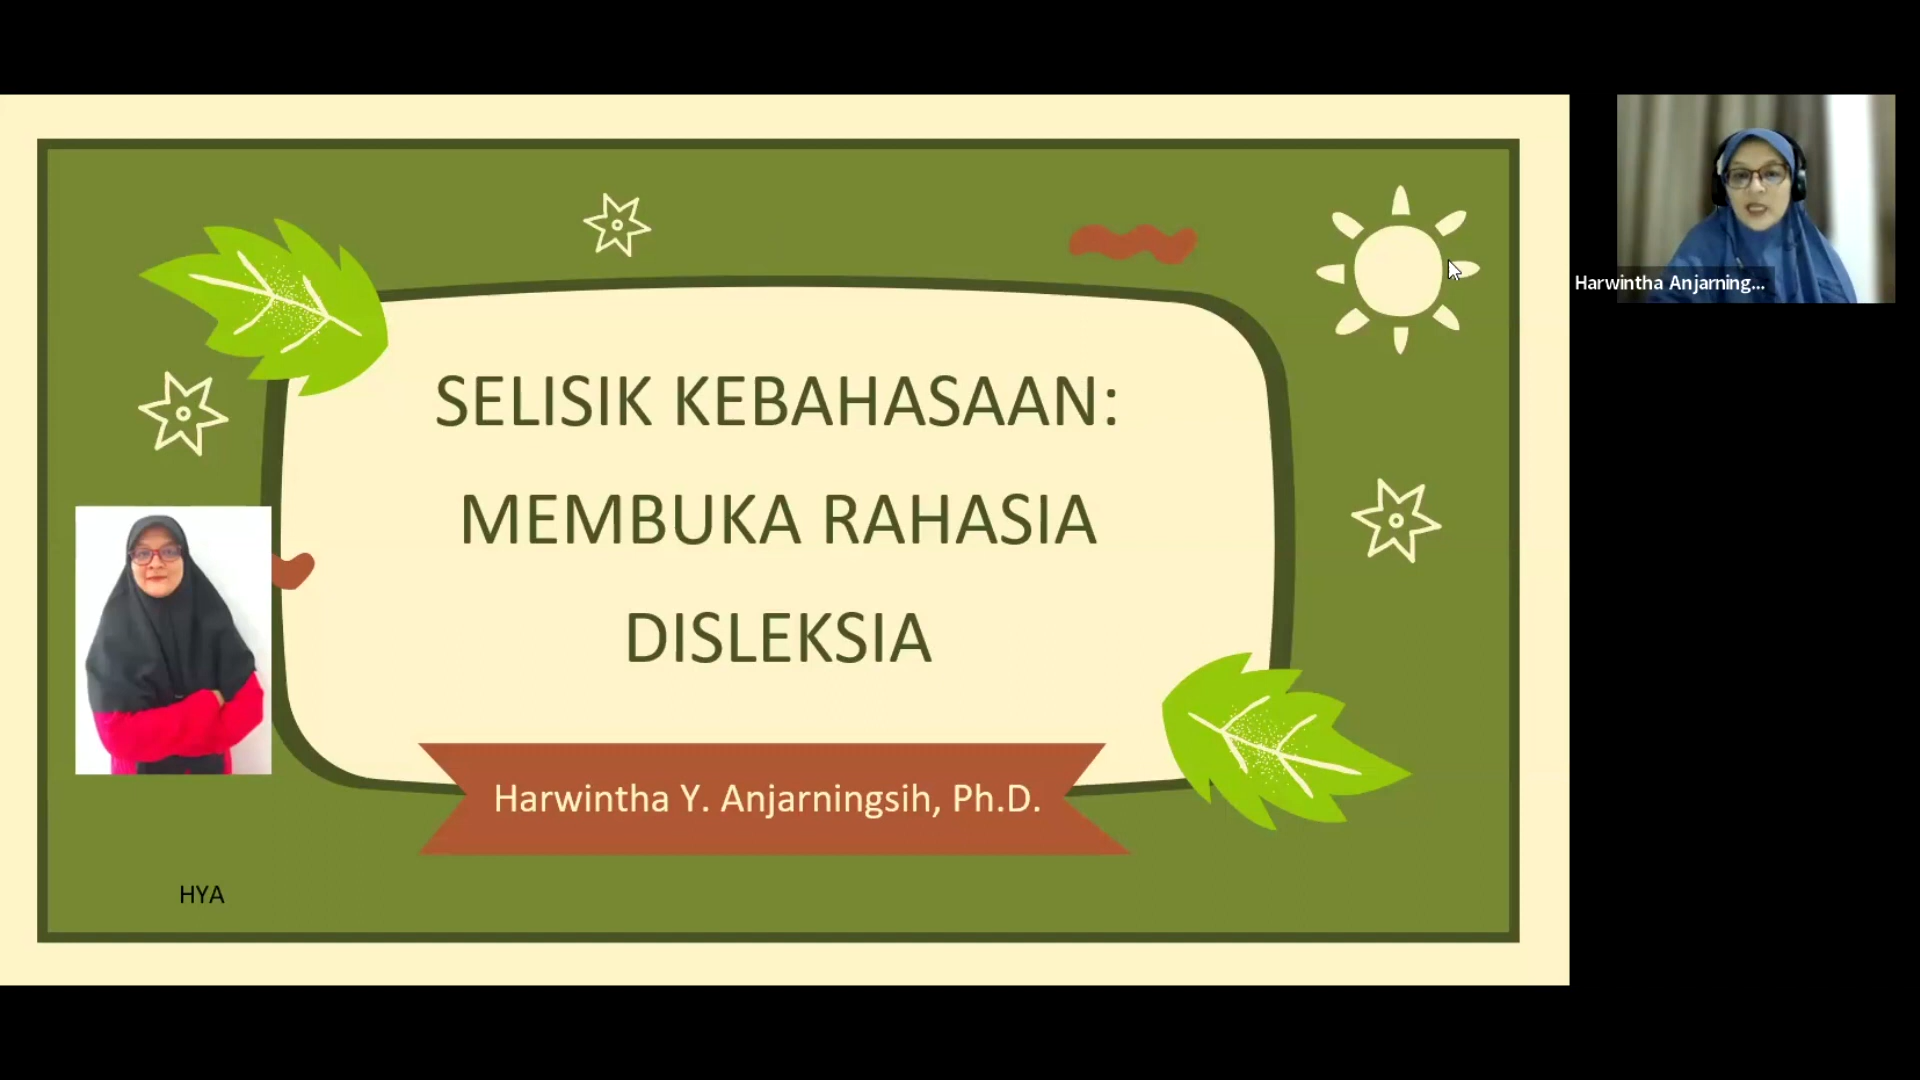 SELISIK KEBAHASAAN:
MEMBUKA RAHASIA
DISLEKSIA
Harwintha Y. Anjarningsih, Ph.D.
HYA
Harwintha Anjarning...